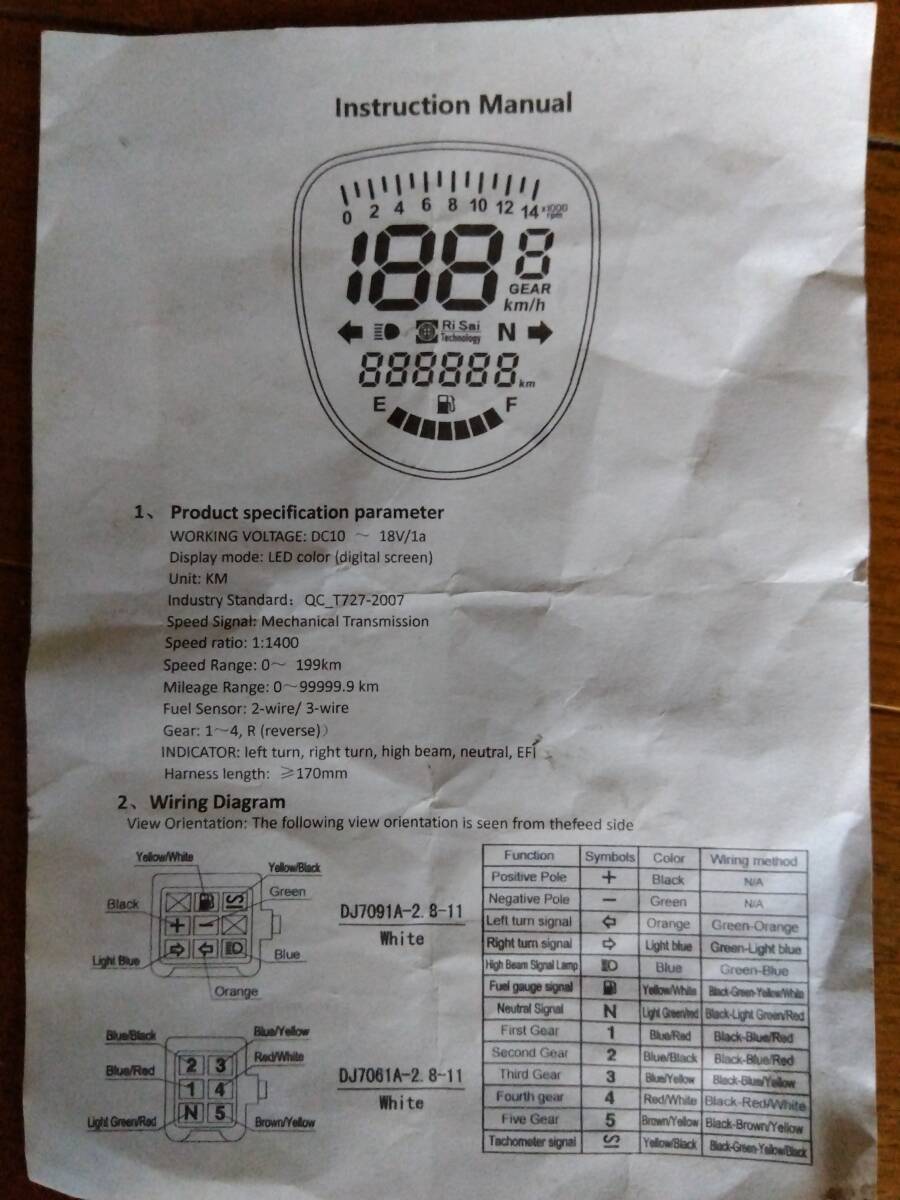 Instruction Manual
0 2 4 6 8 10 12 14 x1000 rpm
188 8
GEAR
km/h
Ri Sai Technology N
888888 km
E F
1、 Product specification parameter
WORKING VOLTAGE: DC10 ～ 18V/1a
Display mode: LED color (digital screen)
Unit: KM
Industry Standard： QC_T727-2007
Speed Signal: Mechanical Transmission
Speed ratio: 1:1400
Speed Range: 0～ 199km
Mileage Range: 0～99999.9 km
Fuel Sensor: 2-wire/ 3-wire
Gear: 1～4, R (reverse)）
INDICATOR: left turn, right turn, high beam, neutral, EFi
Harness length: ≥170mm
2、Wiring Diagram
View Orientation: The following view orientation is seen from thefeed side
Yellow/White
Yellow/Black
Green
Black
+ −
Light Blue
Blue
Orange
DJ7091A-2.8-11
White
Blue/Black
Blue/Yellow
Blue/Red
Red/White
2 3
1 4
N 5
Light Green/Red
Brown/Yellow
DJ7061A-2.8-11
White
Function Symbols Color Wiring method
Positive Pole + Black N/A
Negative Pole − Green N/A
Left turn signal ⇦ Orange Green-Orange
Right turn signal ⇨ Light blue Green-Light blue
High Beam Signal Lamp Blue Green-Blue
Fuel gauge signal Yellow/White Black-Green-Yellow/White
Neutral Signal N Light Green/red Black-Light Green/Red
First Gear 1 Blue/Red Black-Blue/Red
Second Gear 2 Blue/Black Black-Blue/Red
Third Gear 3 Blue/Yellow Black-Blue/Yellow
Fourth gear 4 Red/White Black-Red/White
Five Gear 5 Brown/Yellow Black-Brown/Yellow
Tachometer signal Yellow/Black Black-Green-Yellow/Black